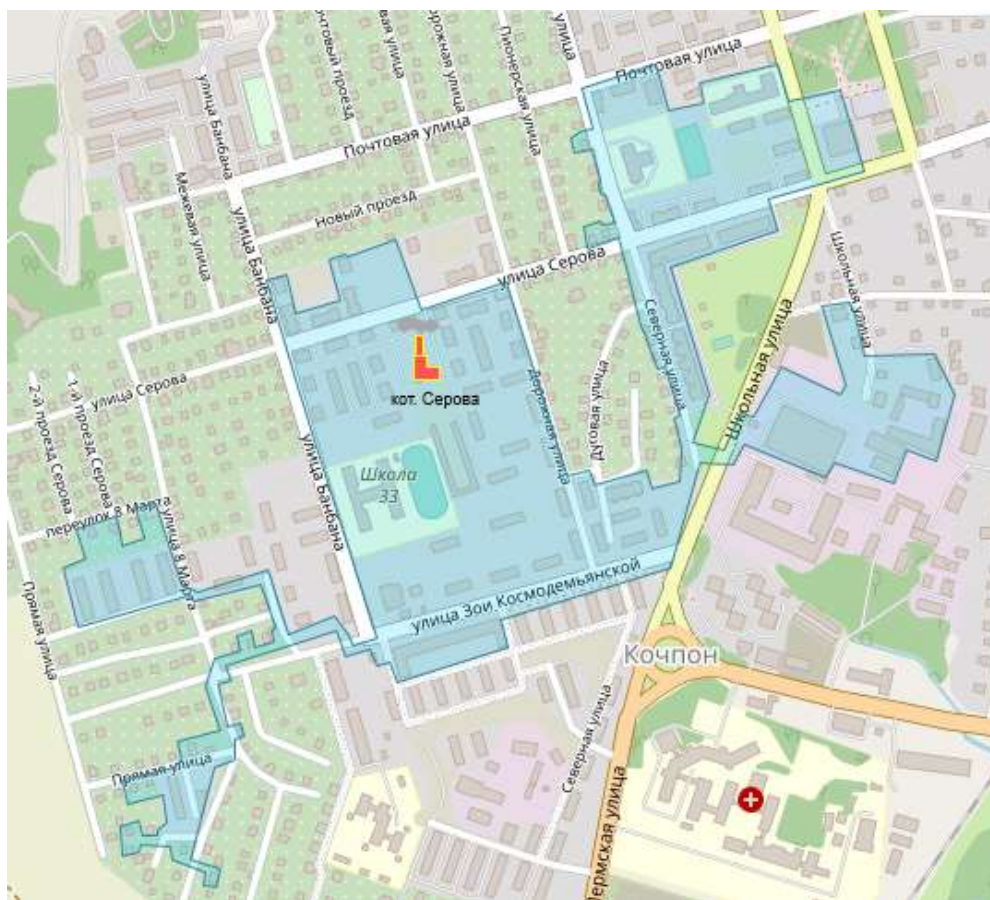 улица
Почтовая улица
Пионерская улица
улица Банбана
Почтовая улица
Межевая улица
Новый проезд
улица Банбана
улица Серова
Школьная улица
Северная улица
Школьная улица
улица Серова
2-й проезд Серова
1-й проезд Серова
кот. Серова
Дорожная улица
Дуговая улица
улица Банбана
Школа
33
переулок 8 Марта
улица 8 Марта
Прямая улица
улица Зои Космодемьянской
Кочпон
Северная улица
Прямая улица